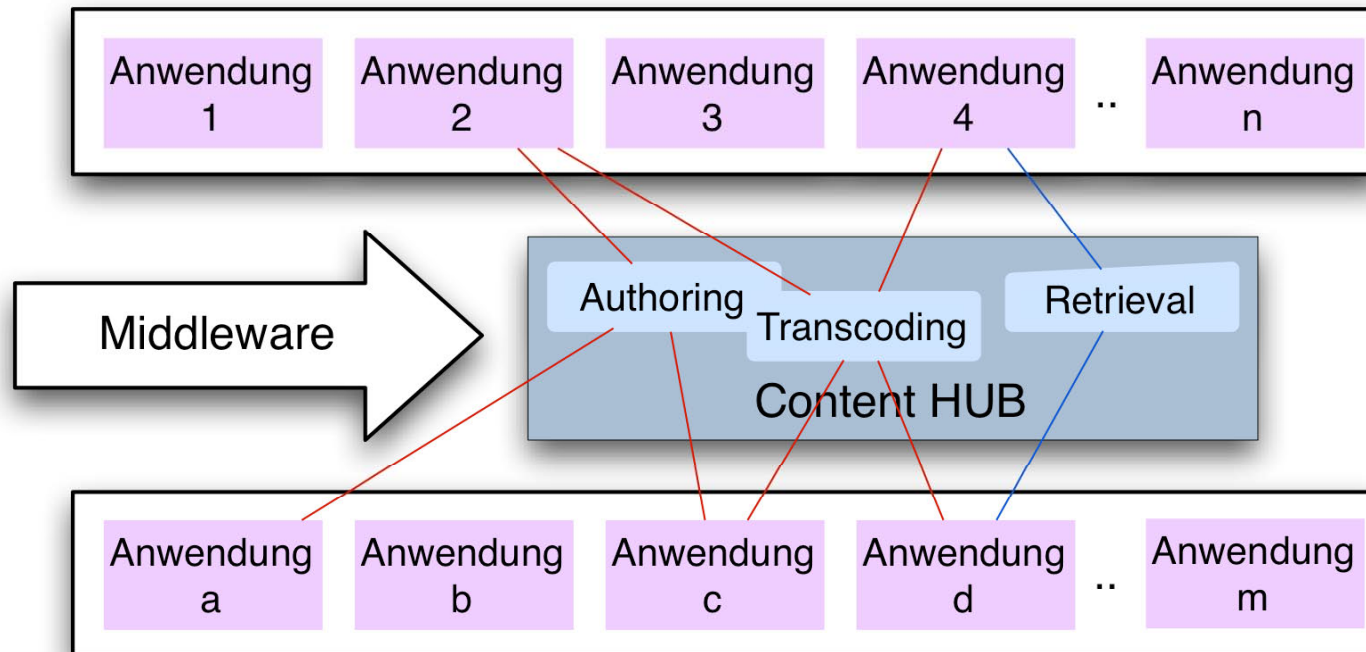 Anwendung
1
Anwendung
2
Anwendung
3
Anwendung
4
..
Anwendung
n
Middleware
Authoring
Transcoding
Retrieval
Content HUB
Anwendung
a
Anwendung
b
Anwendung
c
Anwendung
d
..
Anwendung
m